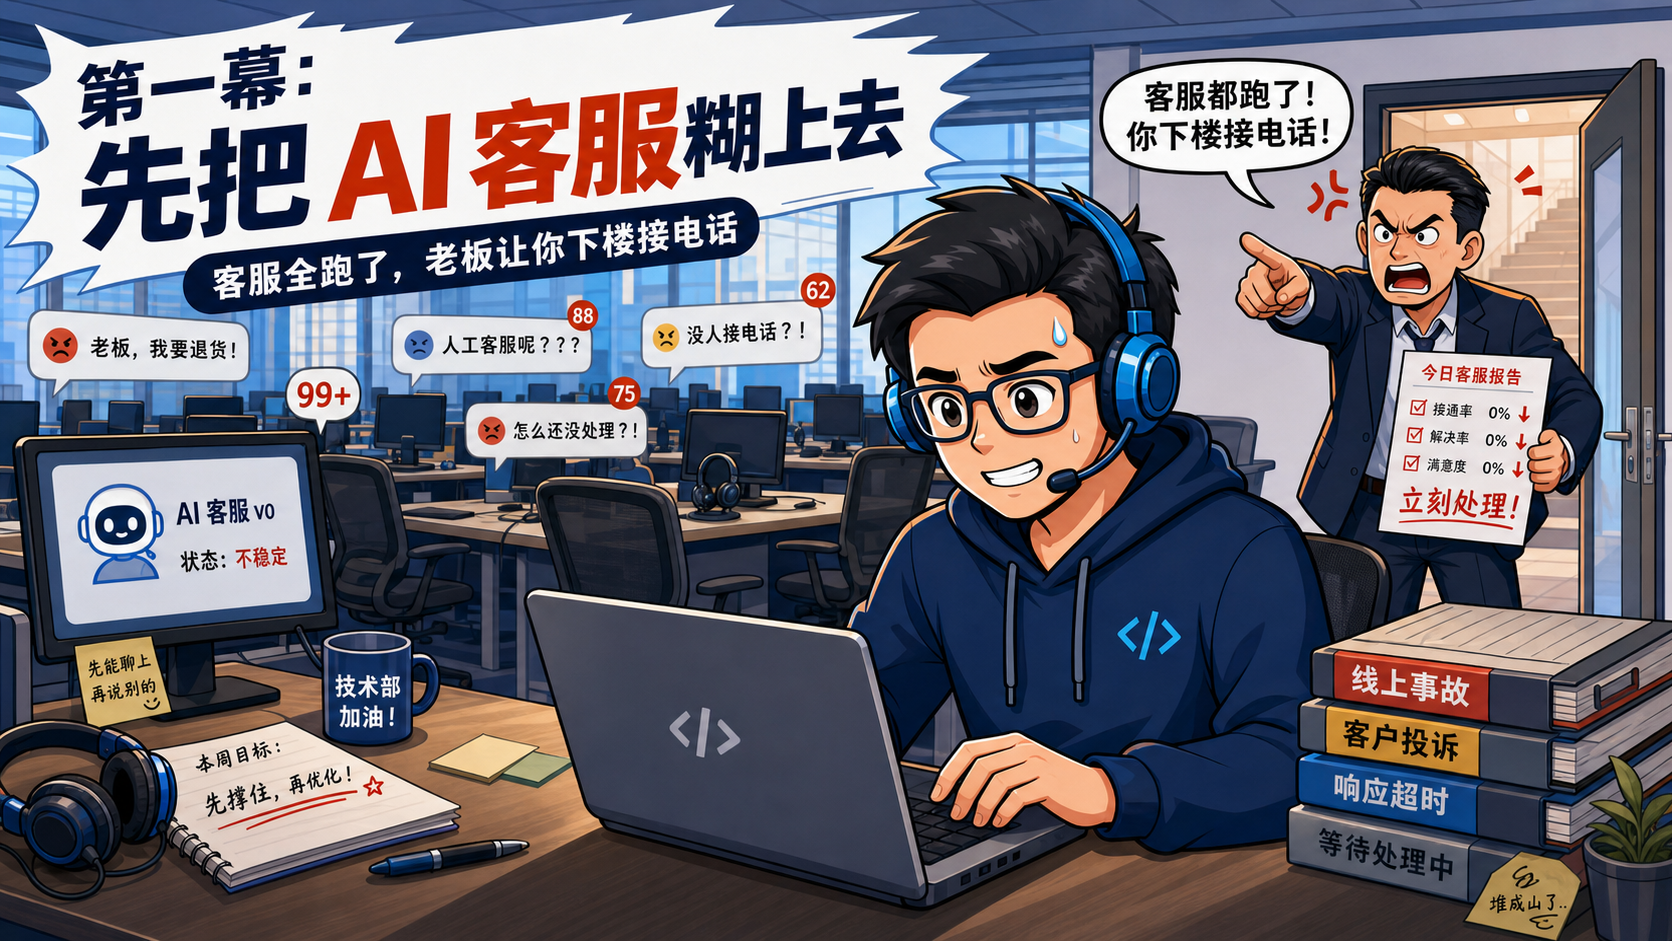 第一幕：
先把 AI 客服糊上去
客服全跑了，老板让你下楼接电话
客服都跑了！
你下楼接电话！
老板，我要退货！
99+
人工客服呢？？？
88
怎么还没处理？！
75
没人接电话？！
62
今日客服报告
接通率 0% ↓
解决率 0% ↓
满意度 0% ↓
立刻处理！
AI 客服 V0
状态：不稳定
先能聊上
再说别的
技术部
加油！
本周目标：
先撑住，再优化！
</>
</>
线上事故
客户投诉
响应超时
等待处理中
堆成山了..